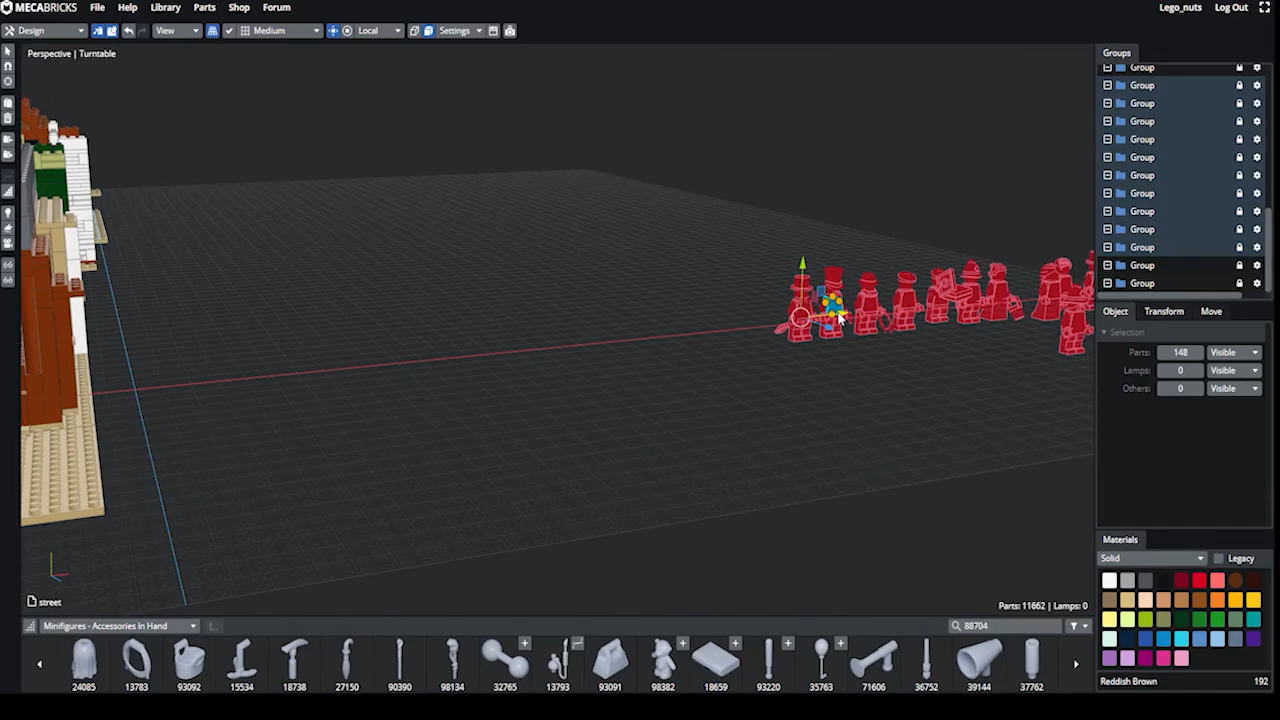 MECABRICKS File Help Library Parts Shop Forum Lego_nuts Log Out
Design View Medium Local Settings
Perspective | Turntable
Groups
Group
Group
Group
Group
Group
Group
Group
Group
Group
Group
Group
Group
Group
Object Transform Move
Selection
Parts: 148 Visible
Lamps: 0 Visible
Others: 0 Visible
Materials
Solid Legacy
street
Parts: 11662 | Lamps: 0
Minifigures - Accessories In Hand 88704
24085 13783 93092 15534 18738 27150 90390 98134 32765 13793 93091 98382 18659 93220 35763 71606 36752 39144 37762
Reddish Brown 192